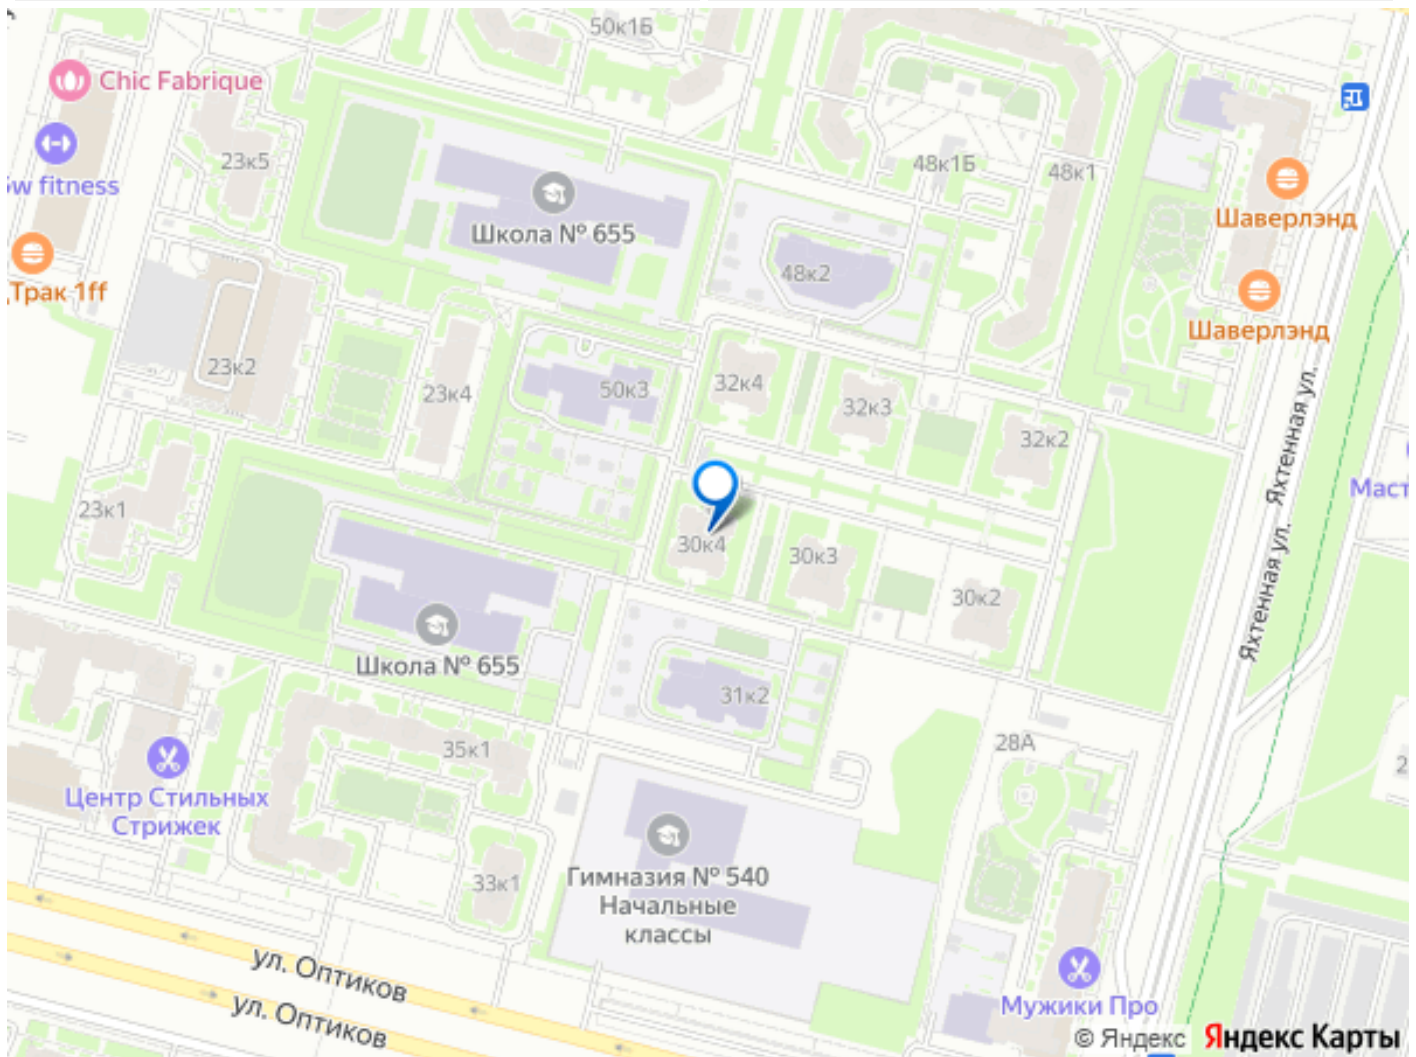 50к1Б
Chic Fabrique
23к5
48к1Б
48к1
w fitness
Школа № 655
Шаверлэнд
48к2
Трак 1ff
Шаверлэнд
23к2
32к4
50к3
23к4
32к3
32к2
Яхтенная ул.
Маст
23к1
30к4
30к3
Яхтенная ул.
30к2
Школа № 655
31к2
28А
35к1
2
Центр Стильных
Стрижек
Гимназия № 540
Начальные
классы
33к1
ул. Оптиков
ул. Оптиков
Мужики Про
© Яндекс Яндекс Карты